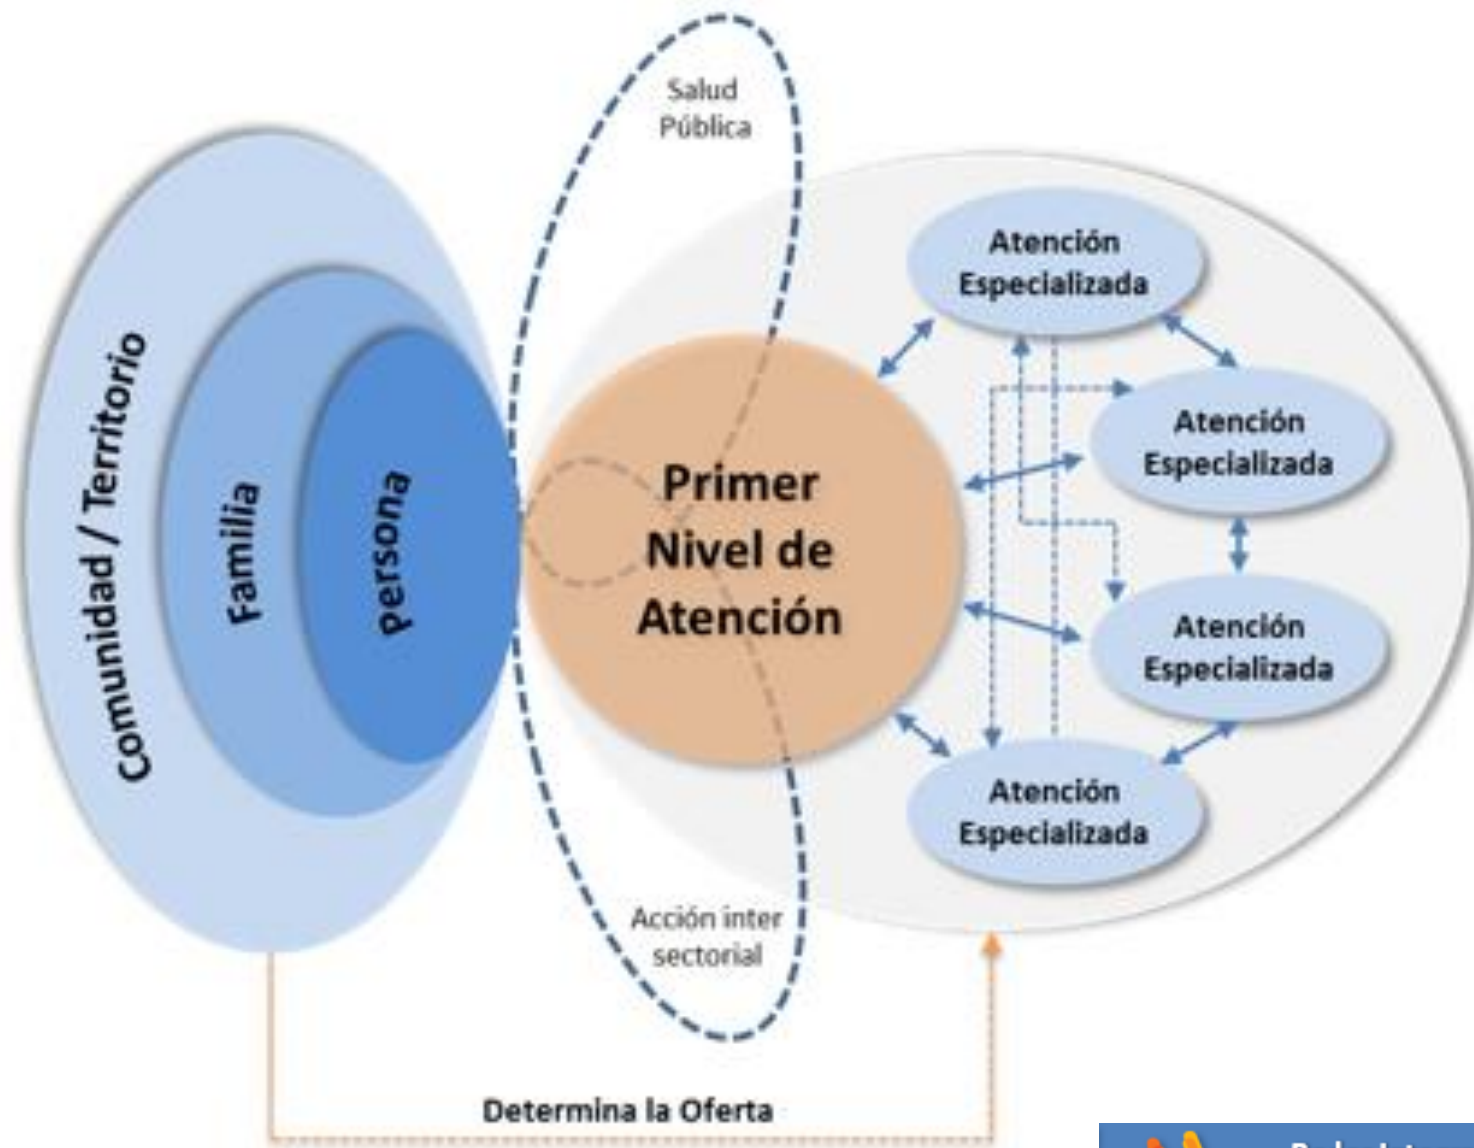 Salud
Pública
Comunidad / Territorio
Familia
Persona
Primer
Nivel de
Atención
Atención
Especializada
Atención
Especializada
Atención
Especializada
Atención
Especializada
Acción inter
sectorial
Determina la Oferta